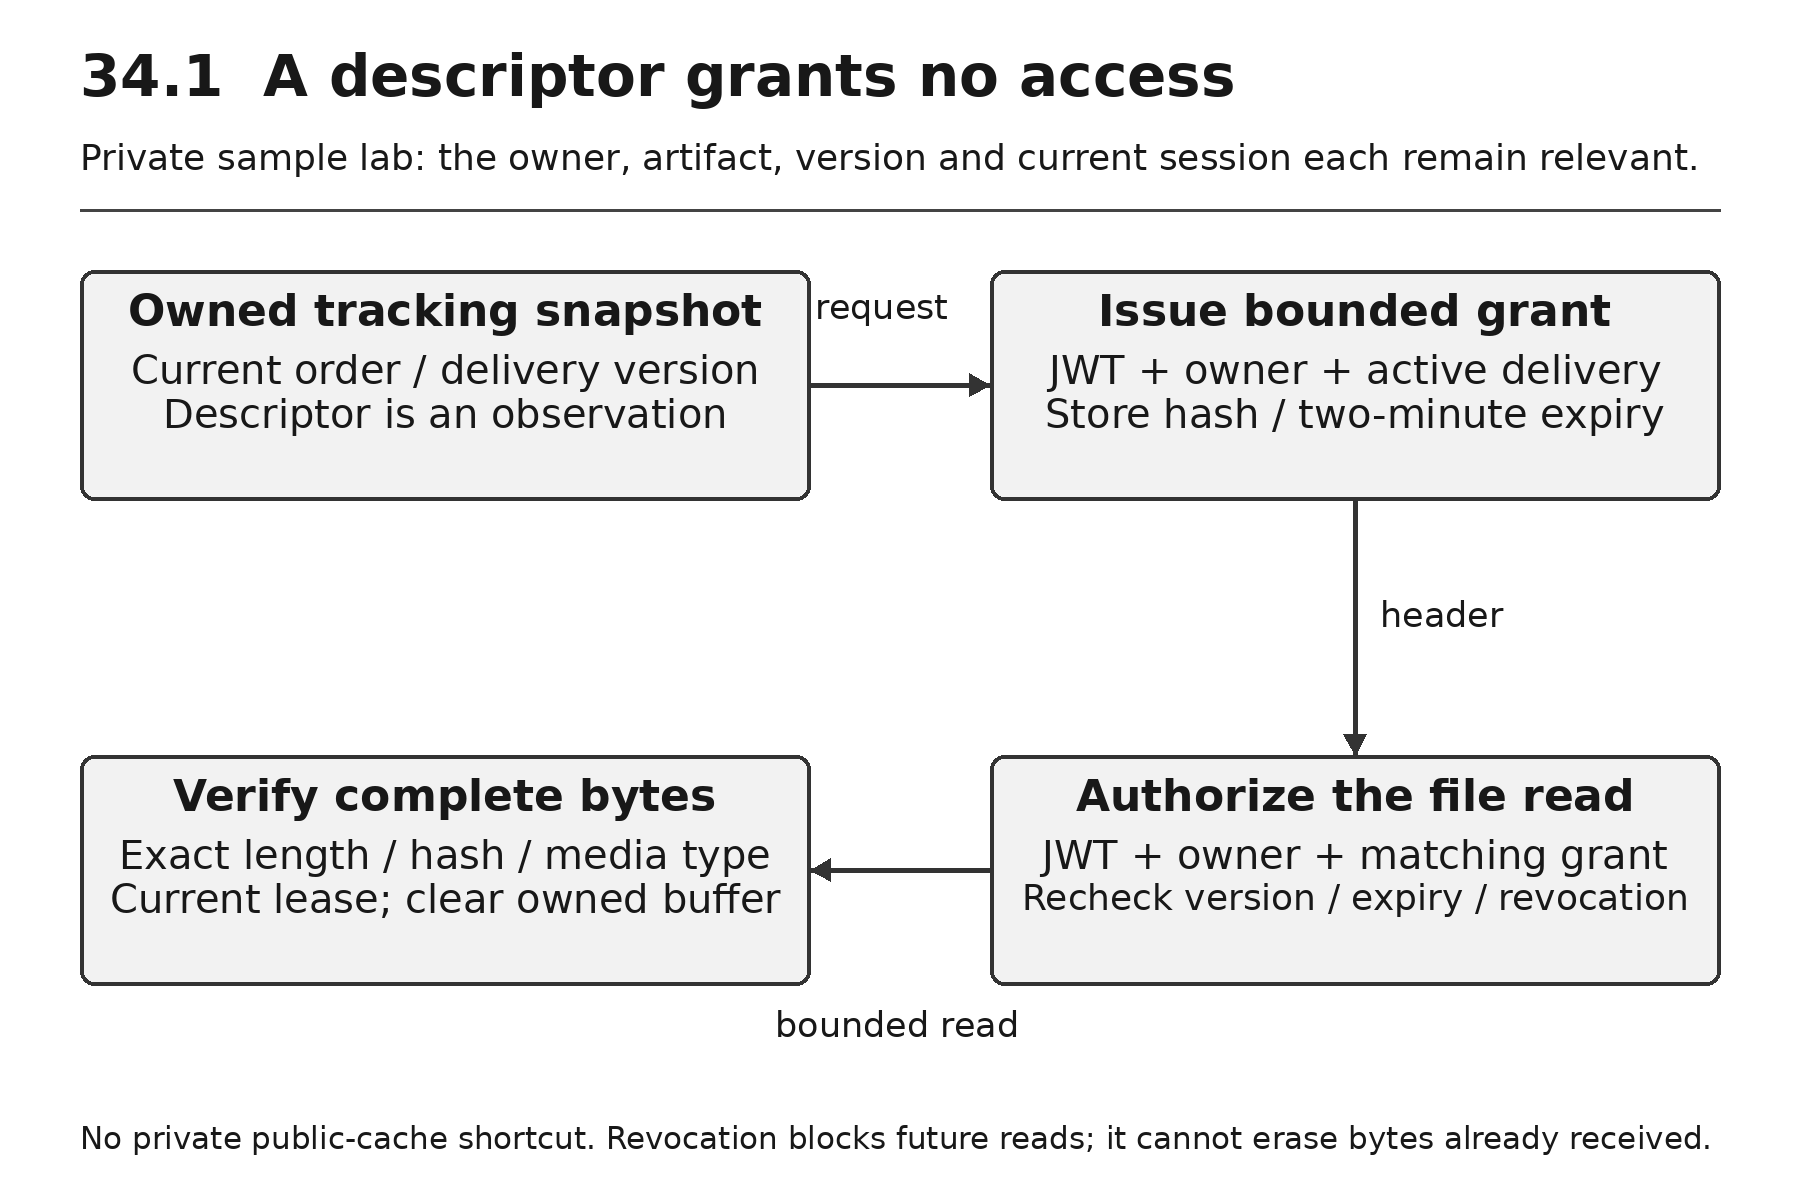 34.1 A descriptor grants no access
Private sample lab: the owner, artifact, version and current session each remain relevant.
Owned tracking snapshot
Current order / delivery version
Descriptor is an observation
request
Issue bounded grant
JWT + owner + active delivery
Store hash / two-minute expiry
header
Verify complete bytes
Exact length / hash / media type
Current lease; clear owned buffer
Authorize the file read
JWT + owner + matching grant
Recheck version / expiry / revocation
bounded read
No private public-cache shortcut. Revocation blocks future reads; it cannot erase bytes already received.